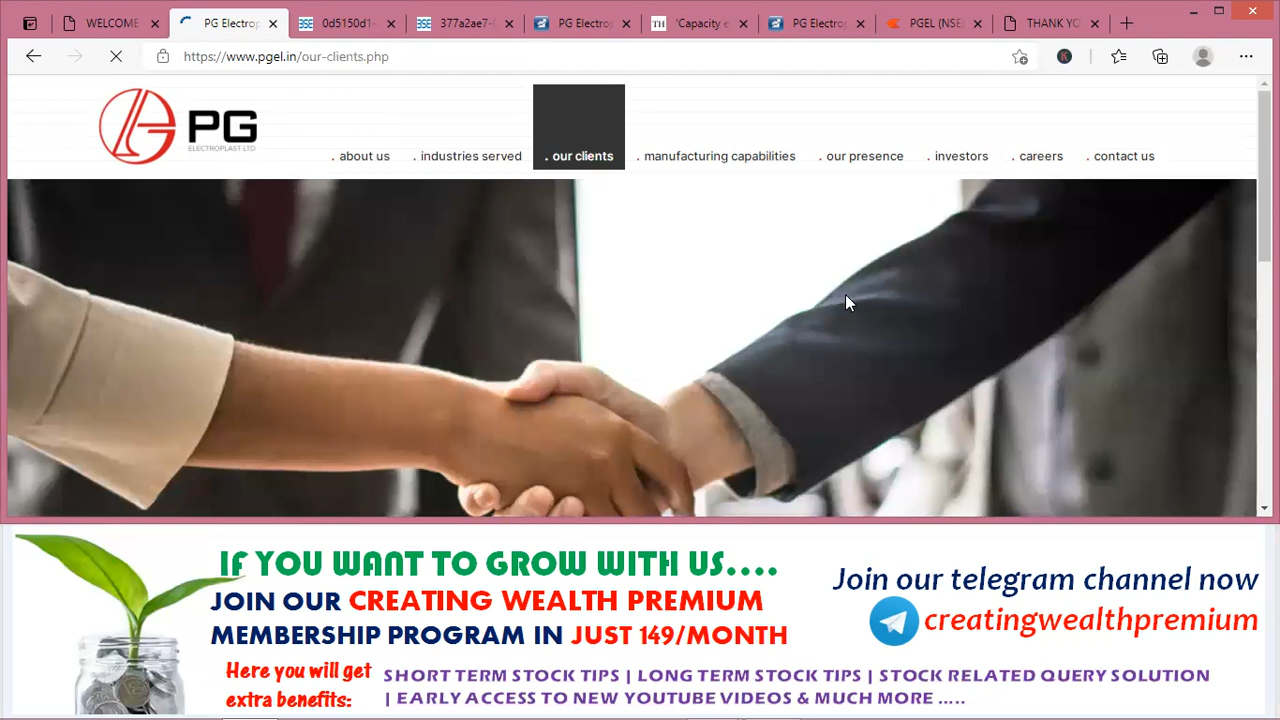 WELCOME
PG Electrop
0d5150d1-
377a2ae7-
PG Electrop
'Capacity e
PG Electrop
PGEL (NSE
THANK YO
https://www.pgel.in/our-clients.php
PG
ELECTROPLAST LTD
. about us
. industries served
. our clients
. manufacturing capabilities
. our presence
. investors
. careers
. contact us
IF YOU WANT TO GROW WITH US....
JOIN OUR CREATING WEALTH PREMIUM
MEMBERSHIP PROGRAM IN JUST 149/MONTH
Join our telegram channel now
creatingwealthpremium
Here you will get
extra benefits:
SHORT TERM STOCK TIPS | LONG TERM STOCK TIPS | STOCK RELATED QUERY SOLUTION
| EARLY ACCESS TO NEW YOUTUBE VIDEOS & MUCH MORE .....